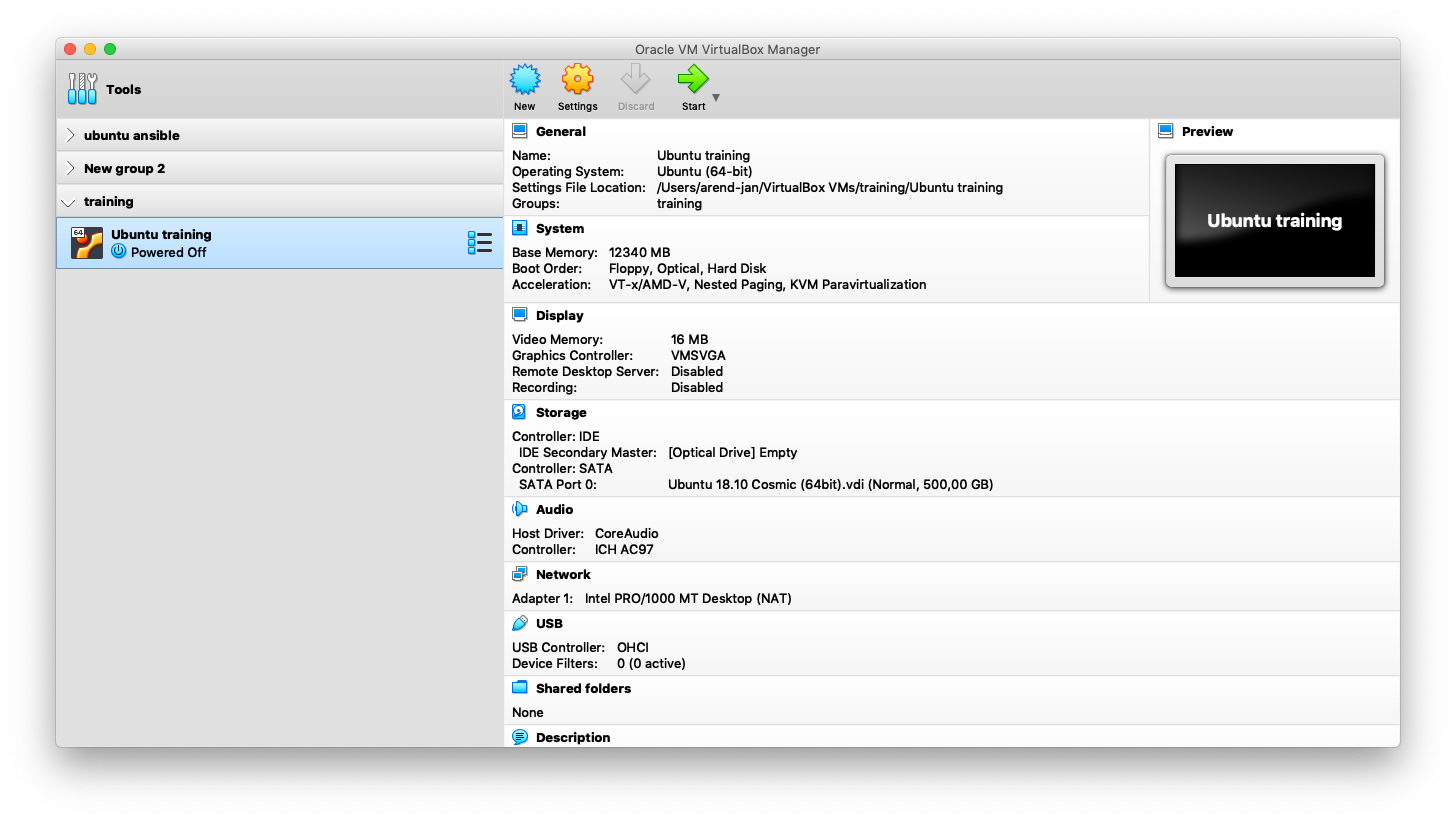 Oracle VM VirtualBox Manager
Tools
New Settings Discard Start
ubuntu ansible
New group 2
training
64
Ubuntu training
Powered Off
General
Name: Ubuntu training
Operating System: Ubuntu (64-bit)
Settings File Location: /Users/arend-jan/VirtualBox VMs/training/Ubuntu training
Groups: training
Preview
Ubuntu training
System
Base Memory: 12340 MB
Boot Order: Floppy, Optical, Hard Disk
Acceleration: VT-x/AMD-V, Nested Paging, KVM Paravirtualization
Display
Video Memory: 16 MB
Graphics Controller: VMSVGA
Remote Desktop Server: Disabled
Recording: Disabled
Storage
Controller: IDE
IDE Secondary Master: [Optical Drive] Empty
Controller: SATA
SATA Port 0: Ubuntu 18.10 Cosmic (64bit).vdi (Normal, 500,00 GB)
Audio
Host Driver: CoreAudio
Controller: ICH AC97
Network
Adapter 1: Intel PRO/1000 MT Desktop (NAT)
USB
USB Controller: OHCI
Device Filters: 0 (0 active)
Shared folders
None
Description